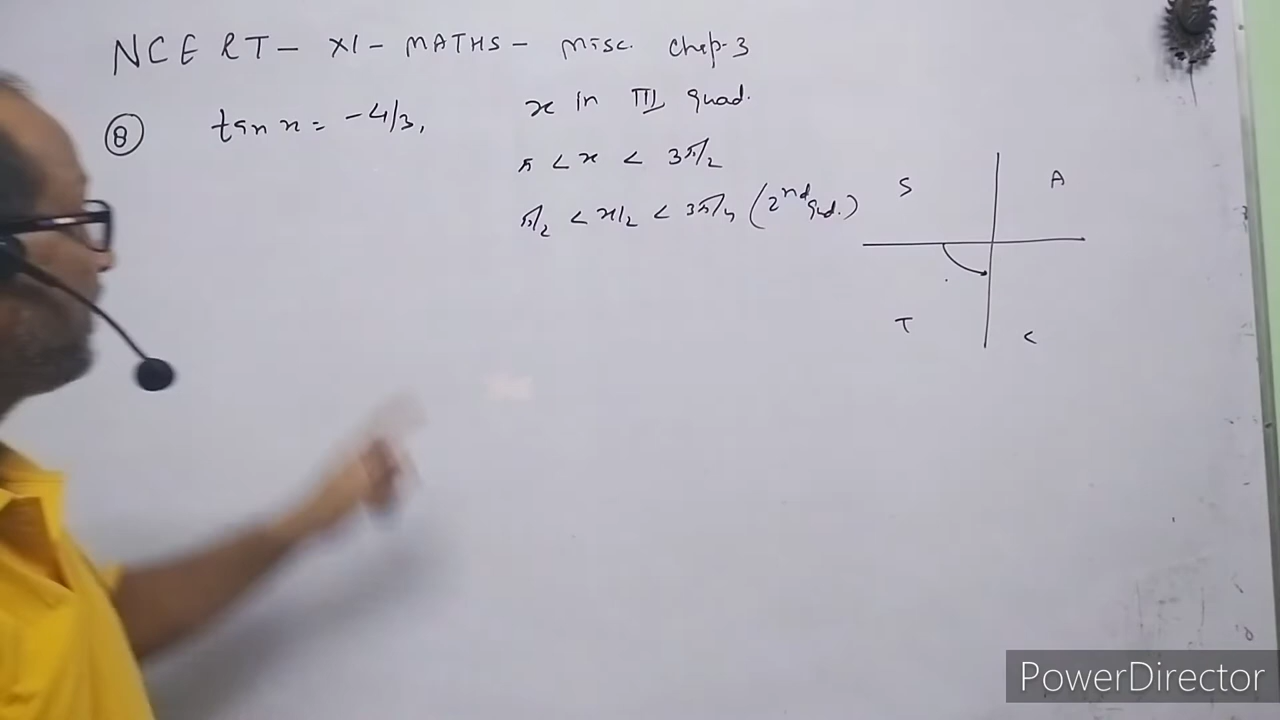 NCERT - XI - MATHS - Misc. Chap-3
⑧ tan x = -4/3, x in III quad.
π < x < 3π/2
π/2 < x/2 < 3π/4 (2nd qud.)
S A
T C
PowerDirector